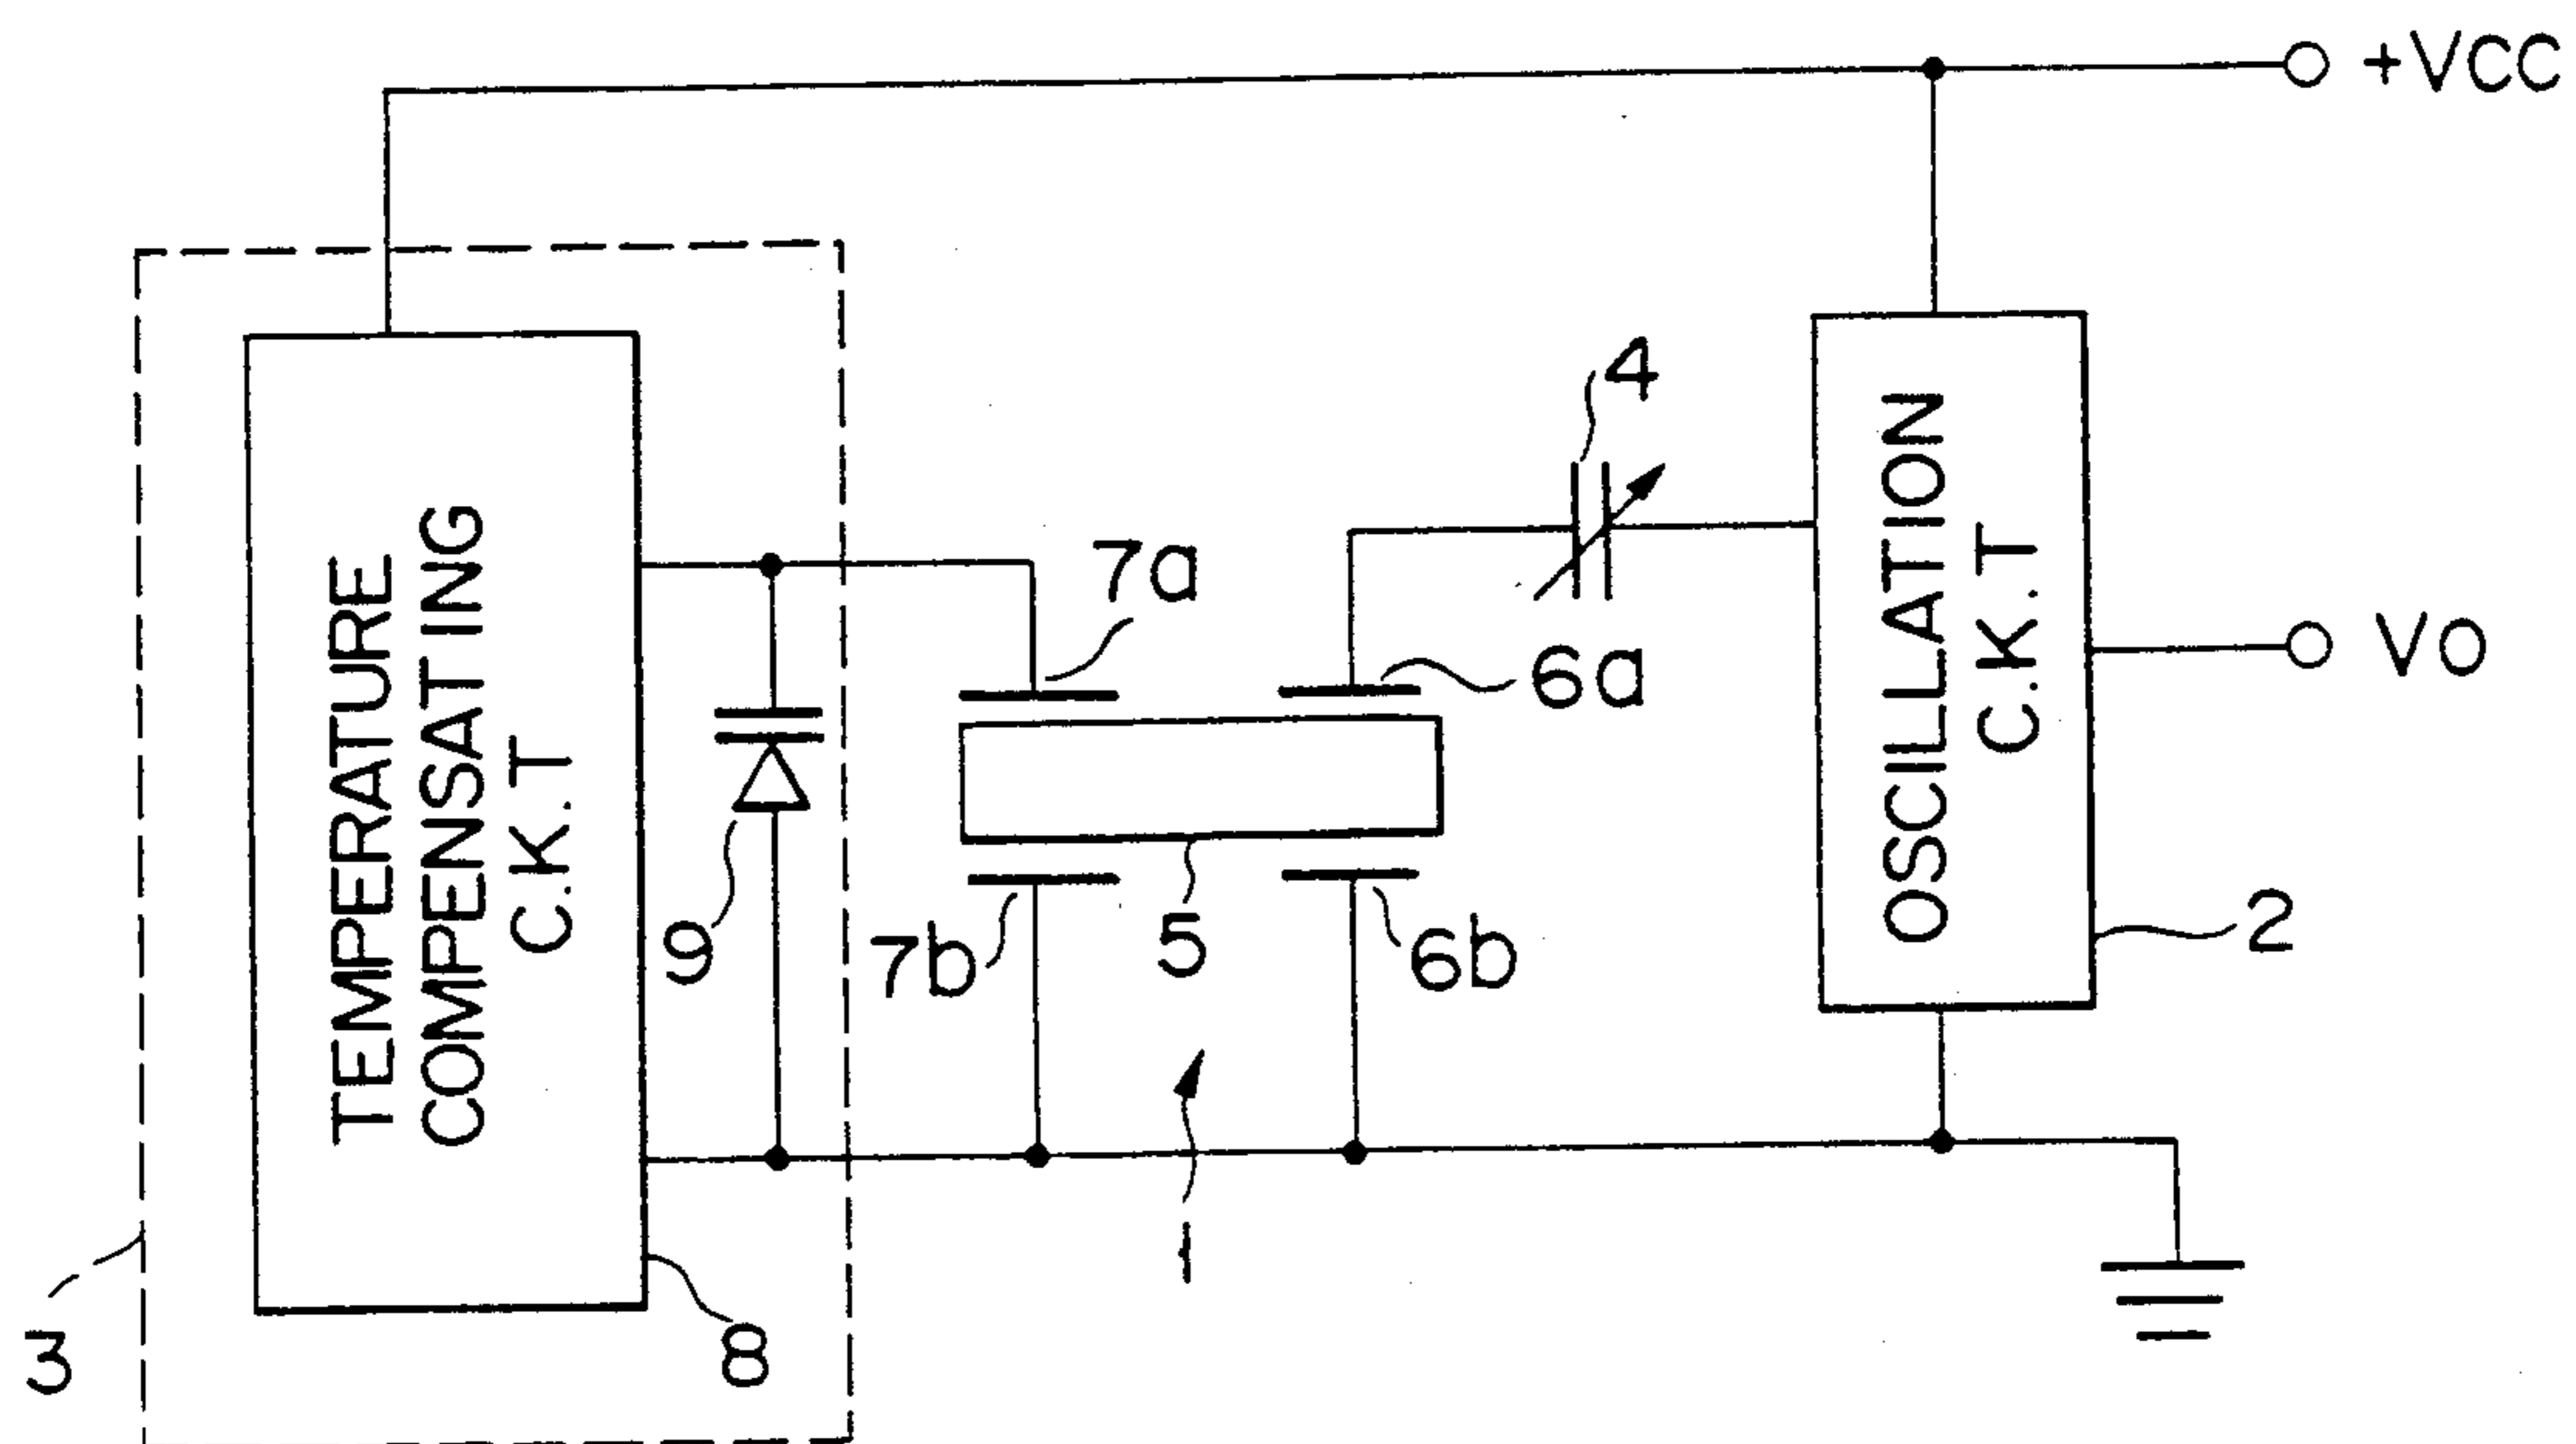 +VCC
4
TEMPERATURE
COMPENSATING
C.K.T
OSCILLATION
C.K.T
7a
6a
VO
9
7b
5
6b
2
1
3
8